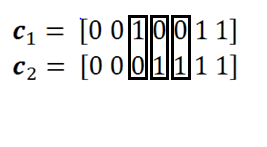 c₁ = [0 0 1 0 0 1 1]
c₂ = [0 0 0 1 1 1 1]